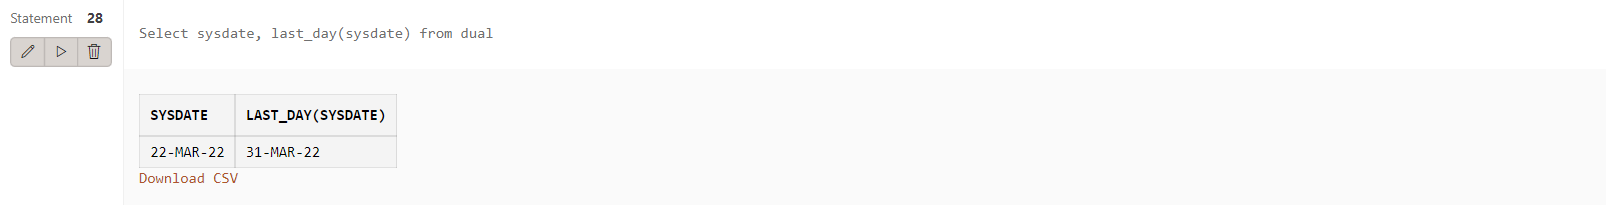 Statement 28
Select sysdate, last_day(sysdate) from dual
SYSDATE LAST_DAY(SYSDATE)
22-MAR-22 31-MAR-22
Download CSV